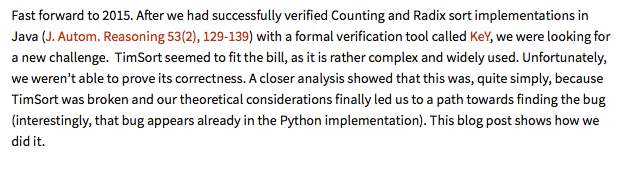 Fast forward to 2015. After we had successfully verified Counting and Radix sort implementations in
Java (J. Autom. Reasoning 53(2), 129-139) with a formal verification tool called KeY, we were looking for
a new challenge.  TimSort seemed to fit the bill, as it is rather complex and widely used. Unfortunately,
we weren’t able to prove its correctness. A closer analysis showed that this was, quite simply, because
TimSort was broken and our theoretical considerations finally led us to a path towards finding the bug
(interestingly, that bug appears already in the Python implementation). This blog post shows how we
did it.